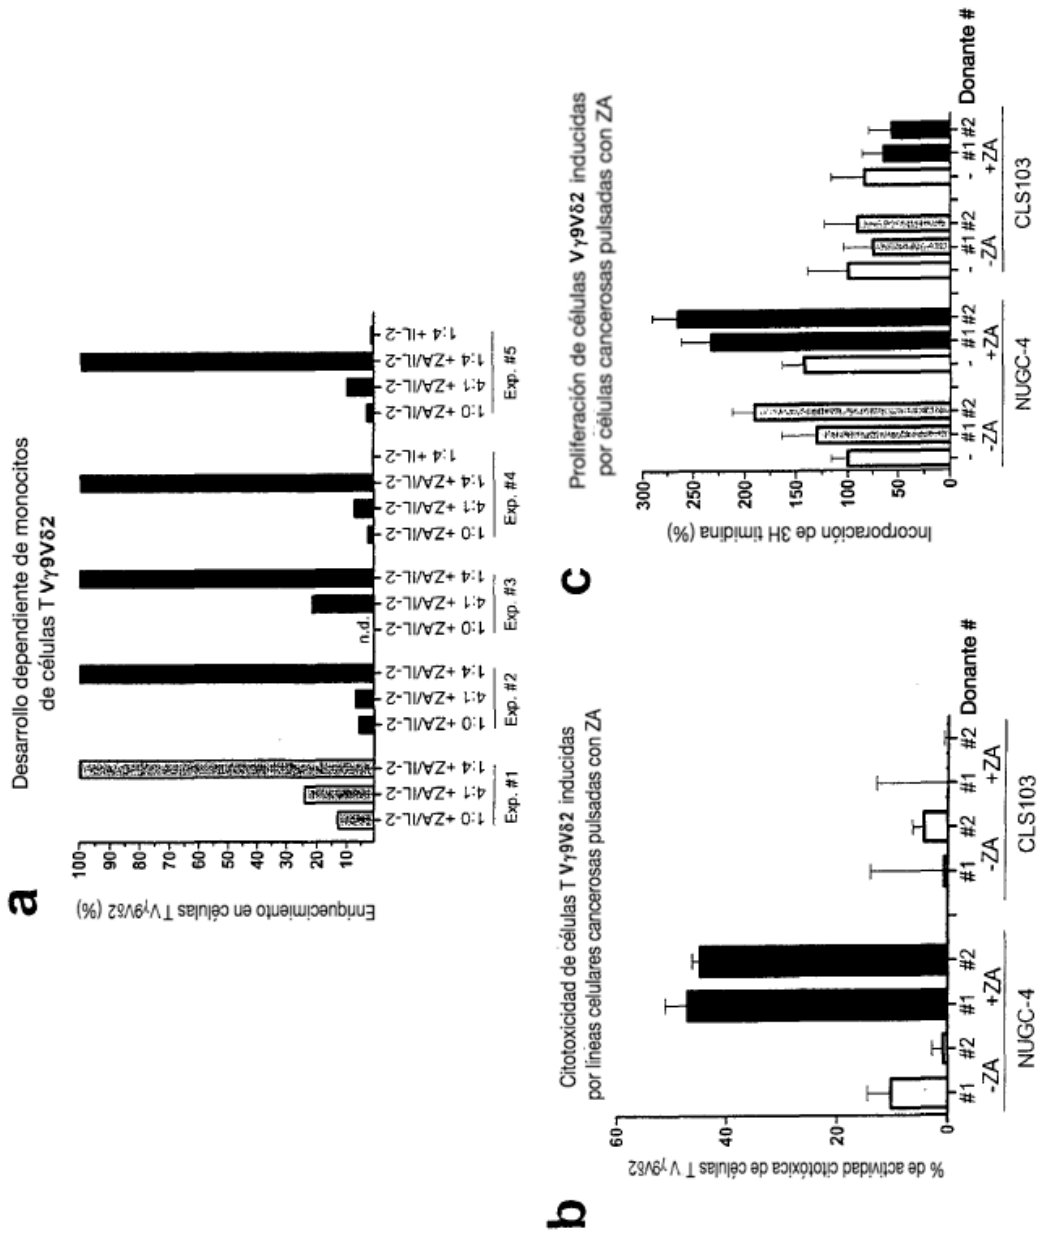 a
Desarrollo dependiente de monocitos
de células T Vγ9Vδ2
Enriquecimiento en células T Vγ9Vδ2 (%)
100
90
80
70
60
50
40
30
20
10
1:0 +ZA/IL-2
4:1 +ZA/IL-2
1:4 +ZA/IL-2
Exp. #1
1:0 +ZA/IL-2
4:1 +ZA/IL-2
1:4 +ZA/IL-2
Exp. #2
n.d.
1:0 +ZA/IL-2
4:1 +ZA/IL-2
1:4 +ZA/IL-2
Exp. #3
1:0 +ZA/IL-2
4:1 +ZA/IL-2
1:4 +ZA/IL-2
1:4 +IL-2
Exp. #4
1:0 +ZA/IL-2
4:1 +ZA/IL-2
1:4 +ZA/IL-2
1:4 +IL-2
Exp. #5
b
Citotoxicidad de células T Vγ9Vδ2 inducidas
por líneas celulares cancerosas pulsadas con ZA
% de actividad citotóxica de células T Vγ9Vδ2
60
40
20
0
#1 #2 #1 #2 #1 #2 #1 #2 Donante #
-ZA +ZA -ZA +ZA
NUGC-4 CLS103
c
Proliferación de células Vγ9Vδ2 inducidas
por células cancerosas pulsadas con ZA
Incorporación de 3H timidina (%)
300
250
200
150
100
50
0
- #1 #2 - #1 #2 - #1 #2 - #1 #2 Donante #
-ZA +ZA -ZA +ZA
NUGC-4 CLS103